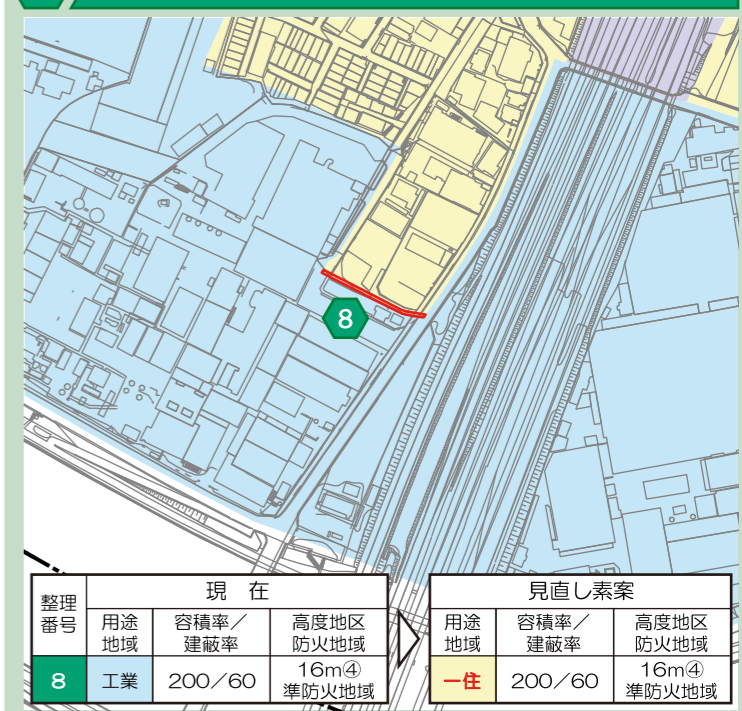 8
整理番号
現在
用途地域
容積率／建蔽率
高度地区
防火地域
8
工業
200／60
16m④
準防火地域
見直し素案
用途地域
容積率／建蔽率
高度地区
防火地域
一住
200／60
16m④
準防火地域